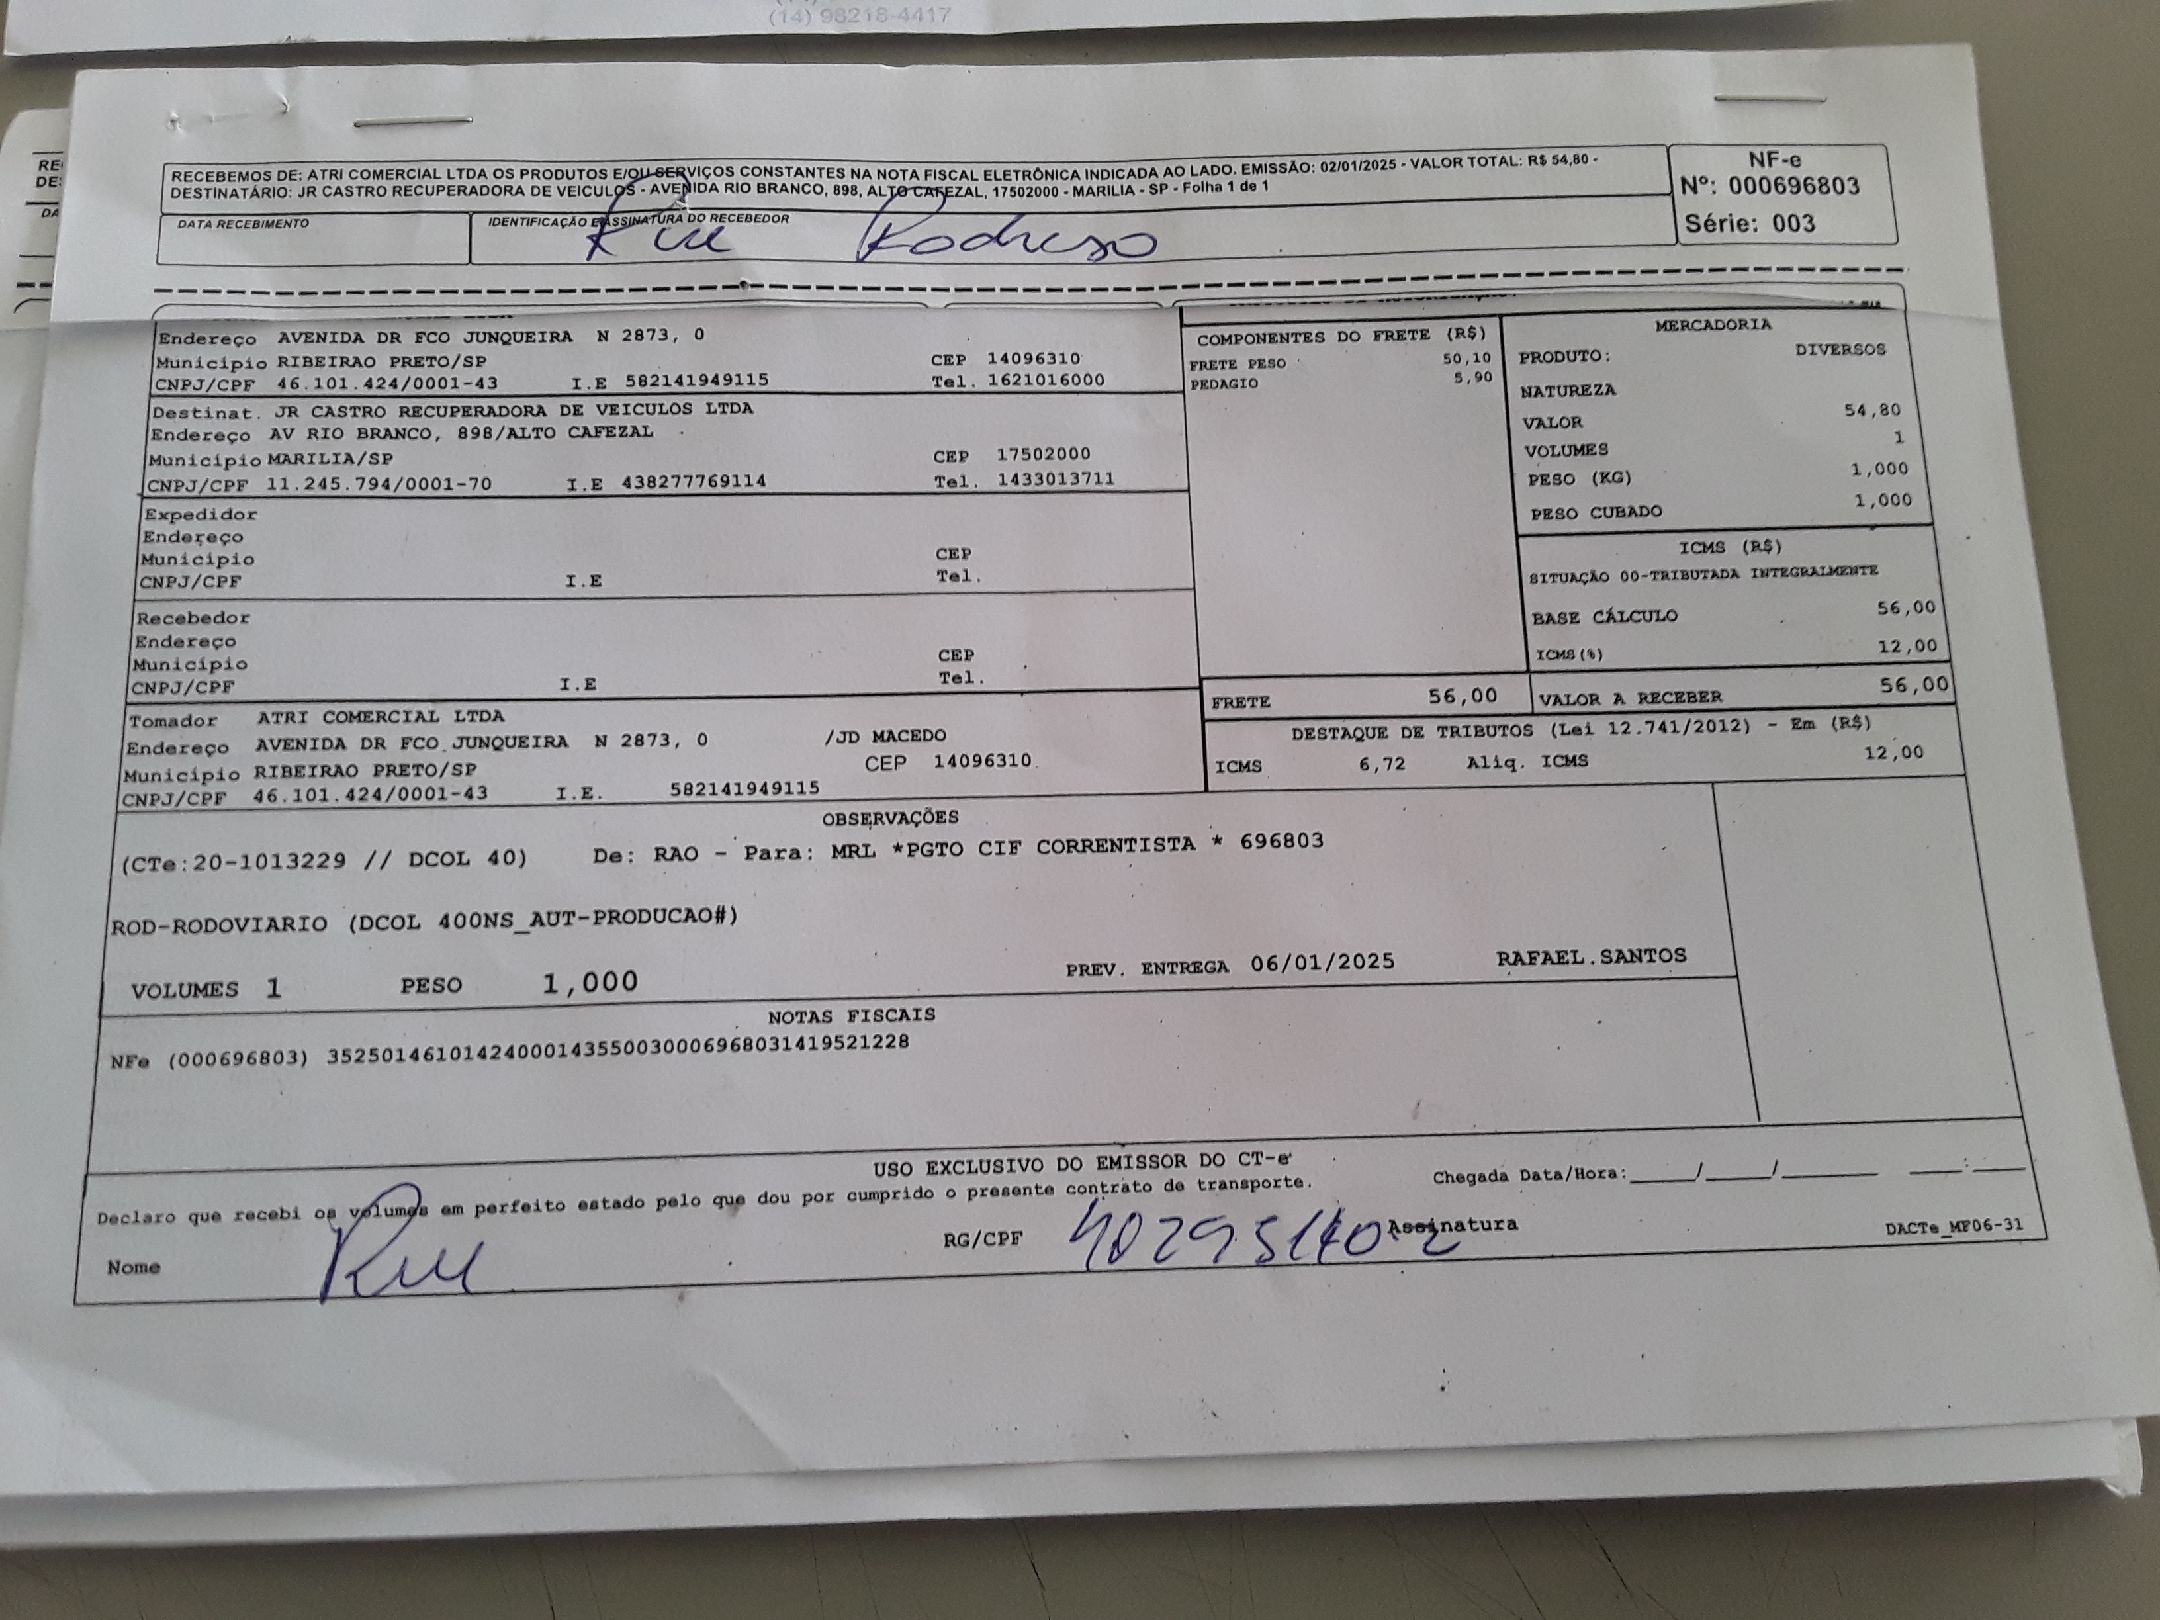 (14) 98218-4417
RECEBEMOS DE: ATRI COMERCIAL LTDA OS PRODUTOS E/OU SERVIÇOS CONSTANTES NA NOTA FISCAL ELETRÔNICA INDICADA AO LADO. EMISSÃO: 02/01/2025 - VALOR TOTAL: R$ 54,80 -
DESTINATÁRIO: JR CASTRO RECUPERADORA DE VEICULOS - AVENIDA RIO BRANCO, 898, ALTO CAFEZAL, 17502000 - MARILIA - SP - Folha 1 de 1
NF-e
Nº: 000696803
Série: 003
DATA RECEBIMENTO
IDENTIFICAÇÃO E ASSINATURA DO RECEBEDOR
Endereço AVENIDA DR FCO JUNQUEIRA N 2873, 0
Municipio RIBEIRAO PRETO/SP CEP 14096310
CNPJ/CPF 46.101.424/0001-43 I.E 582141949115 Tel. 1621016000
Destinat. JR CASTRO RECUPERADORA DE VEICULOS LTDA
Endereço AV RIO BRANCO, 898/ALTO CAFEZAL
Municipio MARILIA/SP CEP 17502000
CNPJ/CPF 11.245.794/0001-70 I.E 438277769114 Tel. 1433013711
Expedidor
Endereço
Municipio CEP
CNPJ/CPF I.E Tel.
Recebedor
Endereço
Município CEP
CNPJ/CPF I.E Tel.
Tomador ATRI COMERCIAL LTDA
Endereço AVENIDA DR FCO JUNQUEIRA N 2873, 0 /JD MACEDO
Município RIBEIRAO PRETO/SP CEP 14096310
CNPJ/CPF 46.101.424/0001-43 I.E. 582141949115
COMPONENTES DO FRETE (R$)
FRETE PESO 50,10
PEDAGIO 5,90
MERCADORIA
PRODUTO: DIVERSOS
NATUREZA
VALOR 54,80
VOLUMES 1
PESO (KG) 1,000
PESO CUBADO 1,000
ICMS (R$)
SITUAÇÃO 00-TRIBUTADA INTEGRALMENTE
BASE CÁLCULO 56,00
ICMS(%) 12,00
FRETE 56,00 VALOR A RECEBER 56,00
DESTAQUE DE TRIBUTOS (Lei 12.741/2012) - Em (R$)
ICMS 6,72 Aliq. ICMS 12,00
OBSERVAÇÕES
(CTe:20-1013229 // DCOL 40) De: RAO - Para: MRL *PGTO CIF CORRENTISTA * 696803
ROD-RODOVIARIO (DCOL 400NS_AUT-PRODUCAO#)
VOLUMES 1 PESO 1,000 PREV. ENTREGA 06/01/2025 RAFAEL.SANTOS
NOTAS FISCAIS
NFe (000696803) 35250146101424000143550030006968031419521228
USO EXCLUSIVO DO EMISSOR DO CT-e
Declaro que recebi os volumes em perfeito estado pelo que dou por cumprido o presente contrato de transporte. Chegada Data/Hora:____/____/______ ___:___
Nome RG/CPF Assinatura DACTe_MF06-31